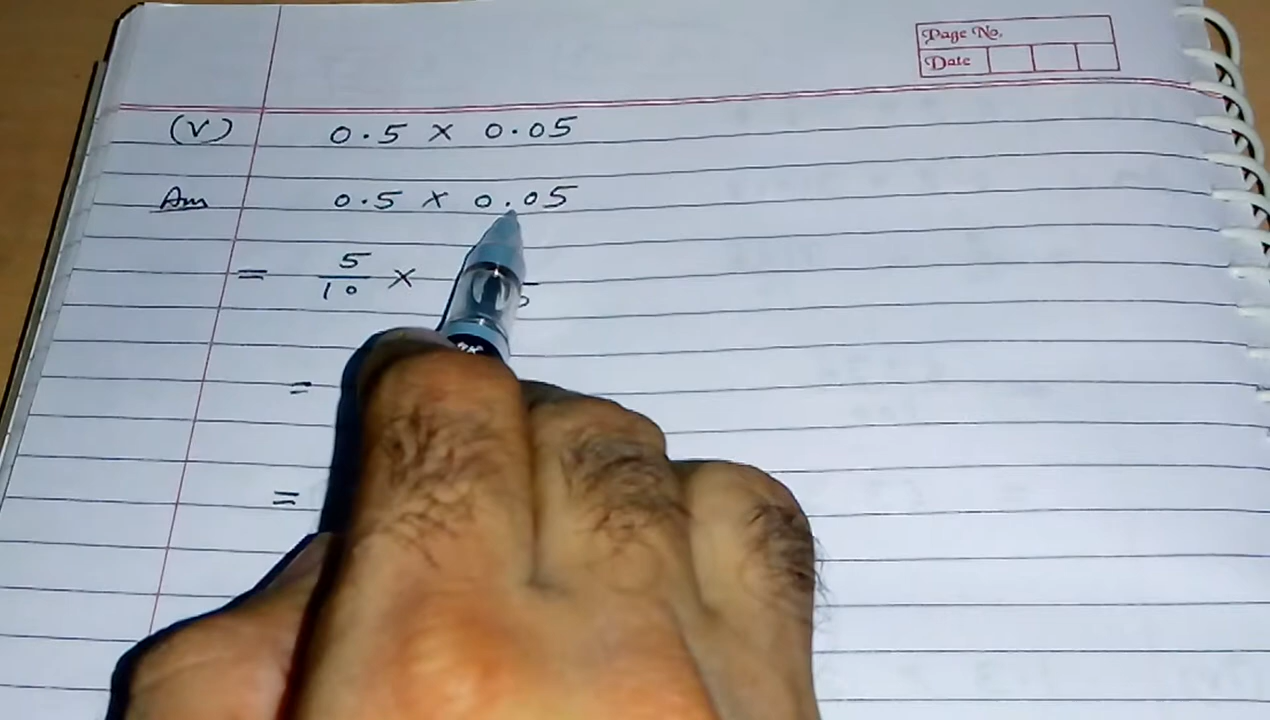 Page No.
Date
(V) 0.5 × 0.05
Ans 0.5 × 0.05
= 5/10 ×
=
=